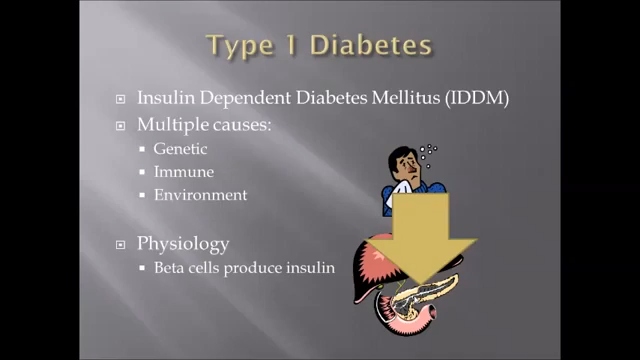 Type 1 Diabetes
Insulin Dependent Diabetes Mellitus (IDDM)
Multiple causes:
Genetic
Immune
Environment
Physiology
Beta cells produce insulin